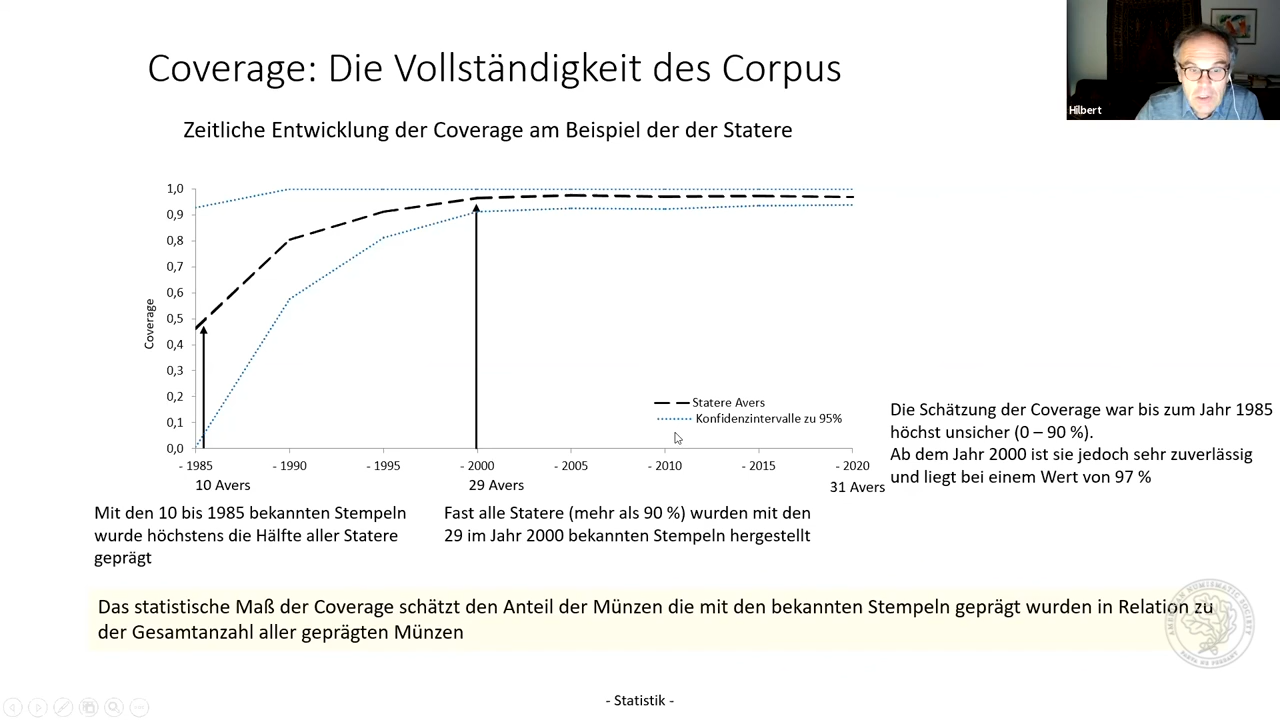 Coverage: Die Vollständigkeit des Corpus
Hilbert
Zeitliche Entwicklung der Coverage am Beispiel der der Statere
1,0
0,9
0,8
0,7
0,6
0,5
0,4
0,3
0,2
0,1
0,0
Coverage
Statere Avers
Konfidenzintervalle zu 95%
- 1985 - 1990 - 1995 - 2000 - 2005 - 2010 - 2015 - 2020
10 Avers 29 Avers 31 Avers
Die Schätzung der Coverage war bis zum Jahr 1985
höchst unsicher (0 – 90 %).
Ab dem Jahr 2000 ist sie jedoch sehr zuverlässig
und liegt bei einem Wert von 97 %
Mit den 10 bis 1985 bekannten Stempeln
wurde höchstens die Hälfte aller Statere
geprägt
Fast alle Statere (mehr als 90 %) wurden mit den
29 im Jahr 2000 bekannten Stempeln hergestellt
Das statistische Maß der Coverage schätzt den Anteil der Münzen die mit den bekannten Stempeln geprägt wurden in Relation zu
der Gesamtanzahl aller geprägten Münzen
AMERICAN NUMISMATIC SOCIETY
- Statistik -